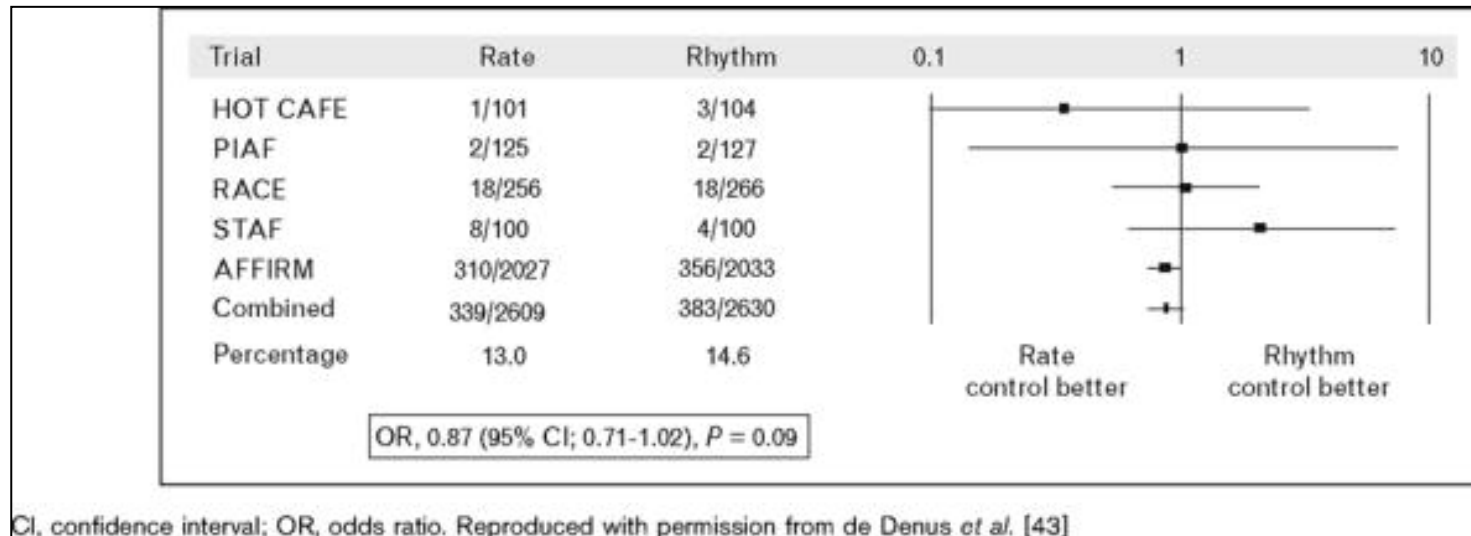 Trial Rate Rhythm 0.1 1 10
HOT CAFE 1/101 3/104
PIAF 2/125 2/127
RACE 18/256 18/266
STAF 8/100 4/100
AFFIRM 310/2027 356/2033
Combined 339/2609 383/2630
Percentage 13.0 14.6
Rate control better
Rhythm control better
OR, 0.87 (95% CI; 0.71-1.02), P = 0.09
CI, confidence interval; OR, odds ratio. Reproduced with permission from de Denus et al. [43]